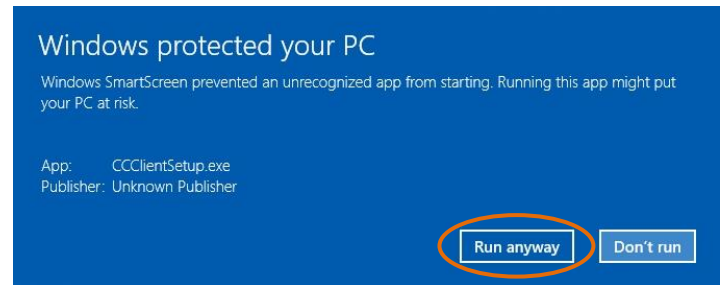 Windows protected your PC
Windows SmartScreen prevented an unrecognized app from starting. Running this app might put
your PC at risk.
App: CCClientSetup.exe
Publisher: Unknown Publisher
Run anyway Don't run